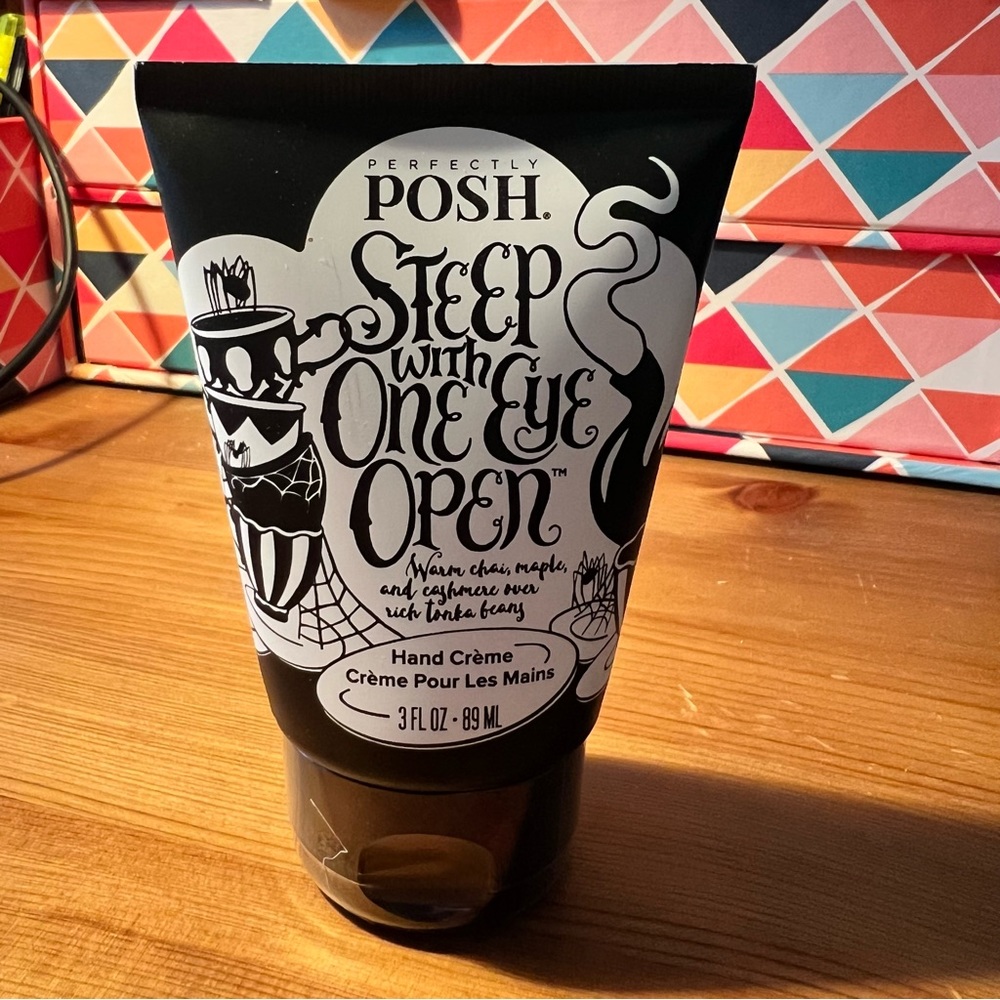 PERFECTLY
POSH®
STEEP
WITH
ONE EYE
OPEN™
Warm chai, maple,
and cashmere over
rich tonka beans
Hand Crème
Crème Pour Les Mains
3 FL OZ • 89 ML